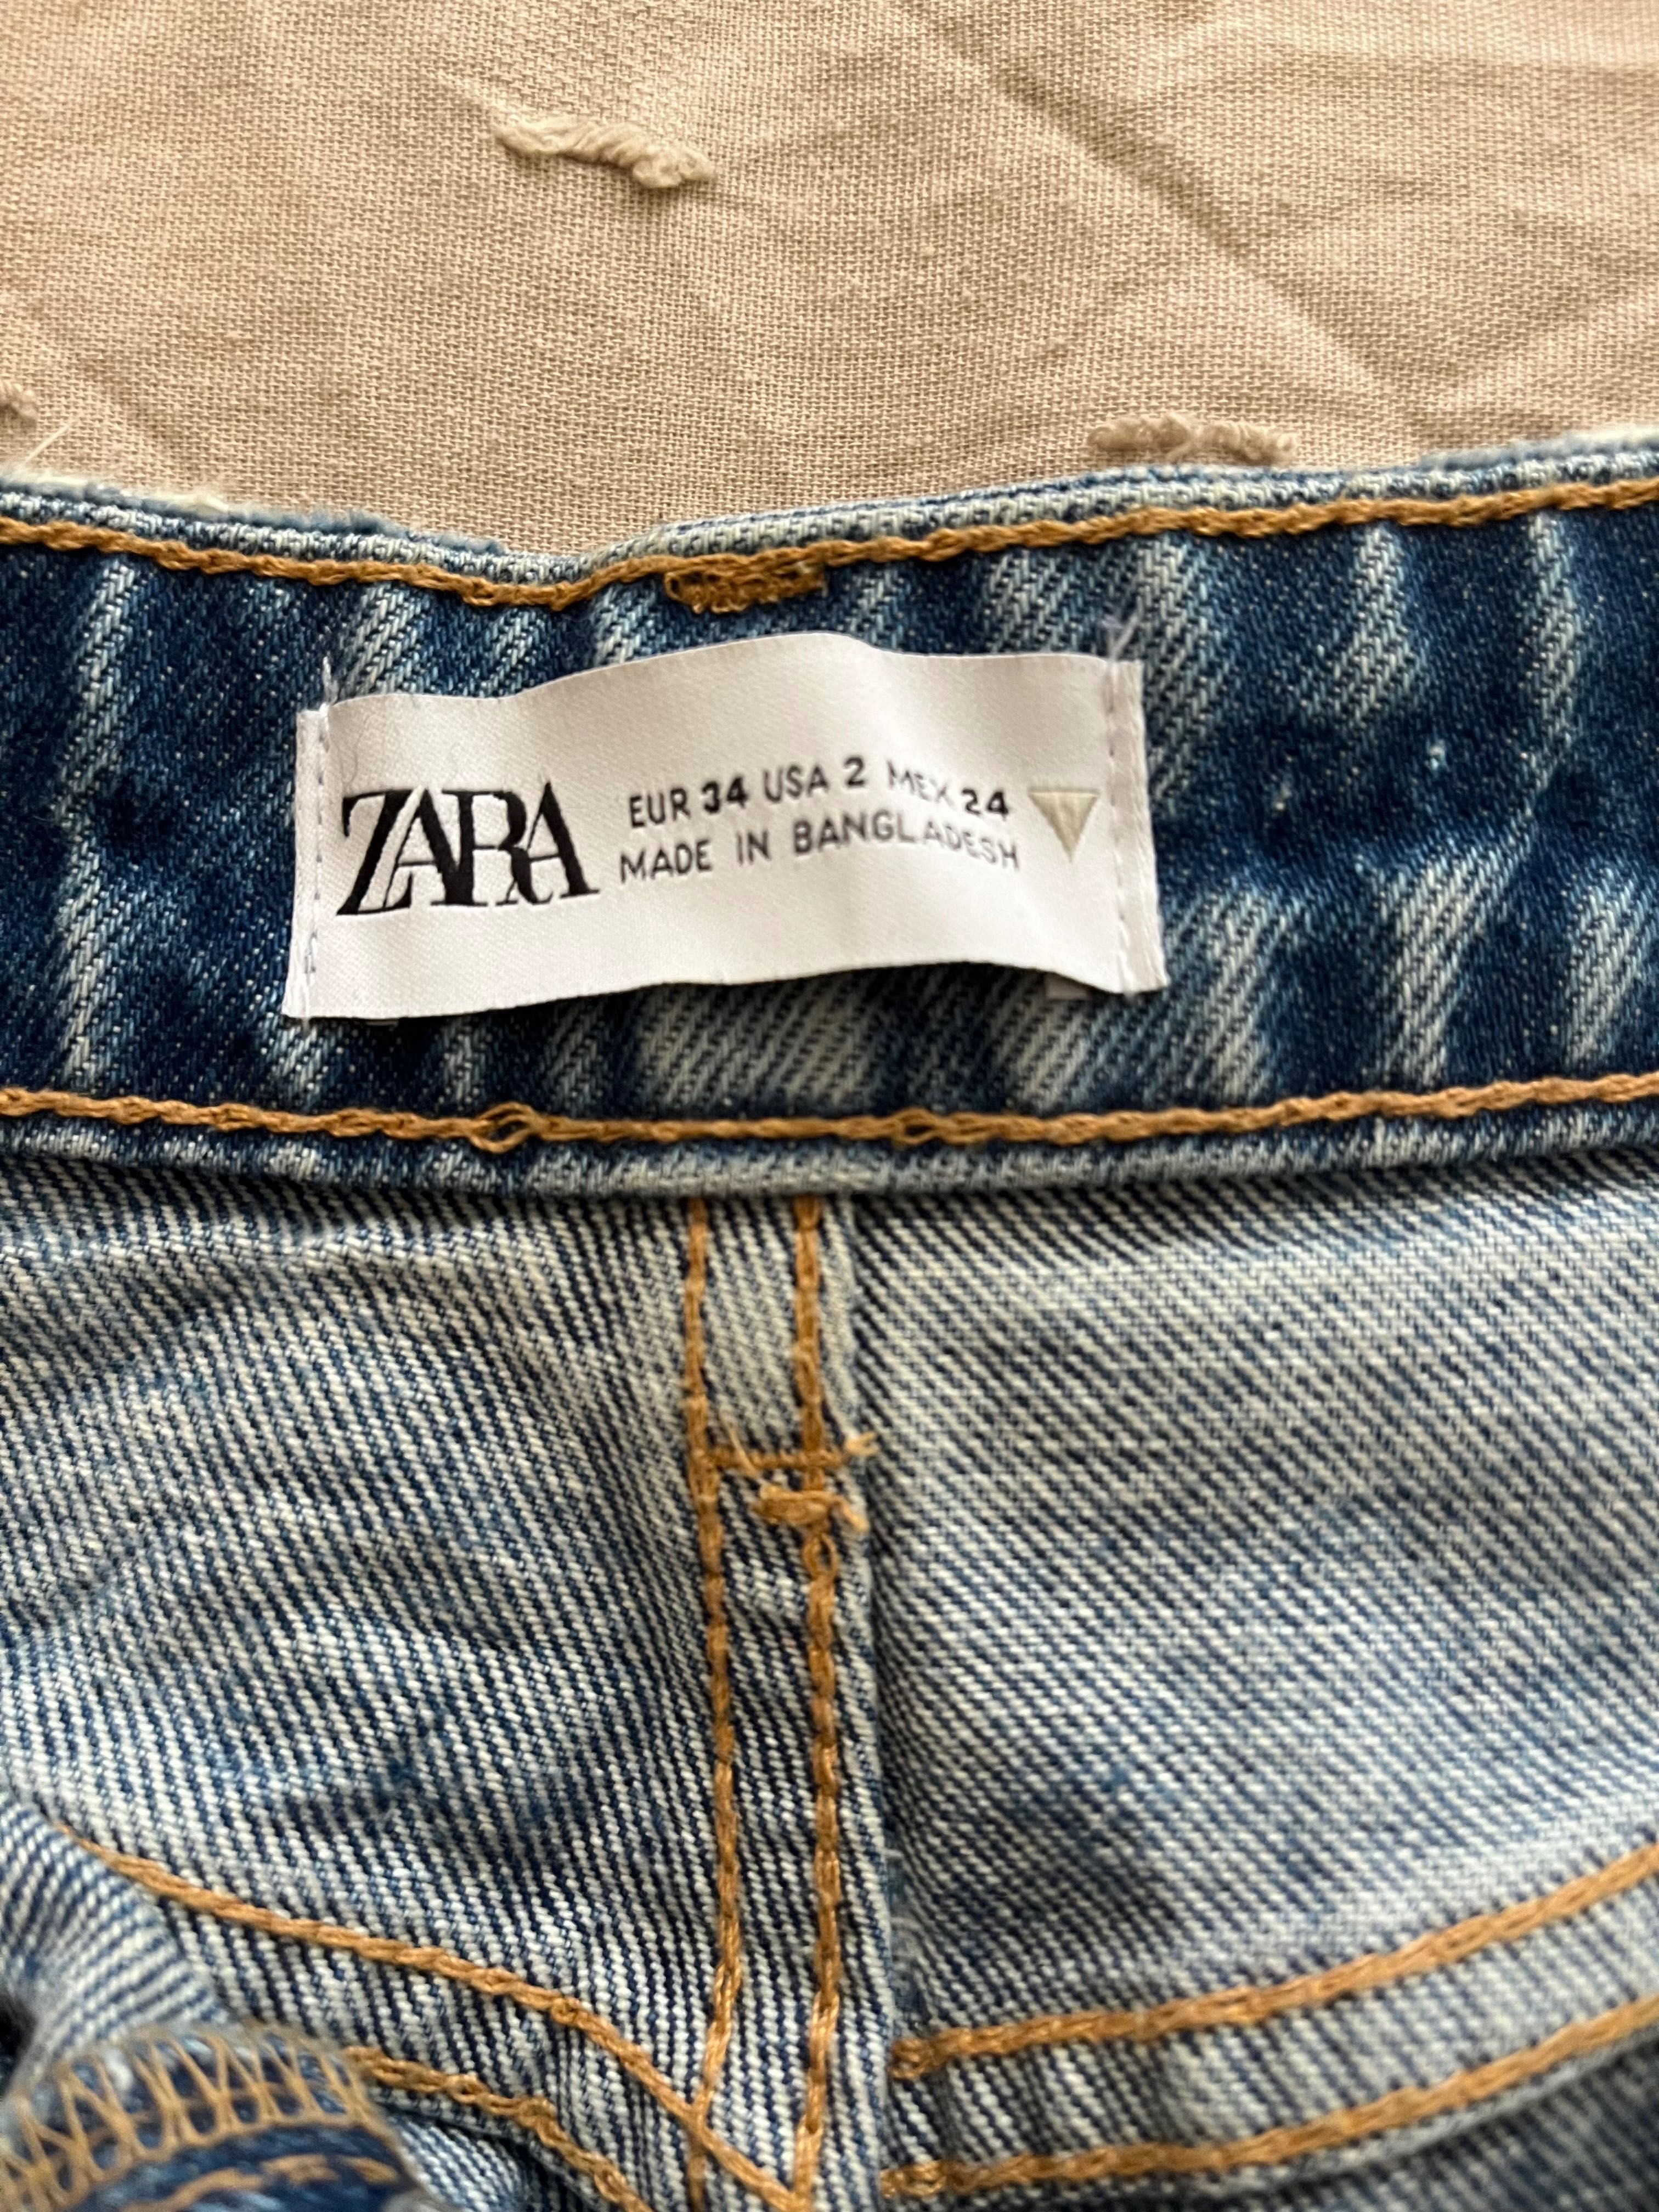 ZARA
EUR 34 USA 2 MEX 24
MADE IN BANGLADESH